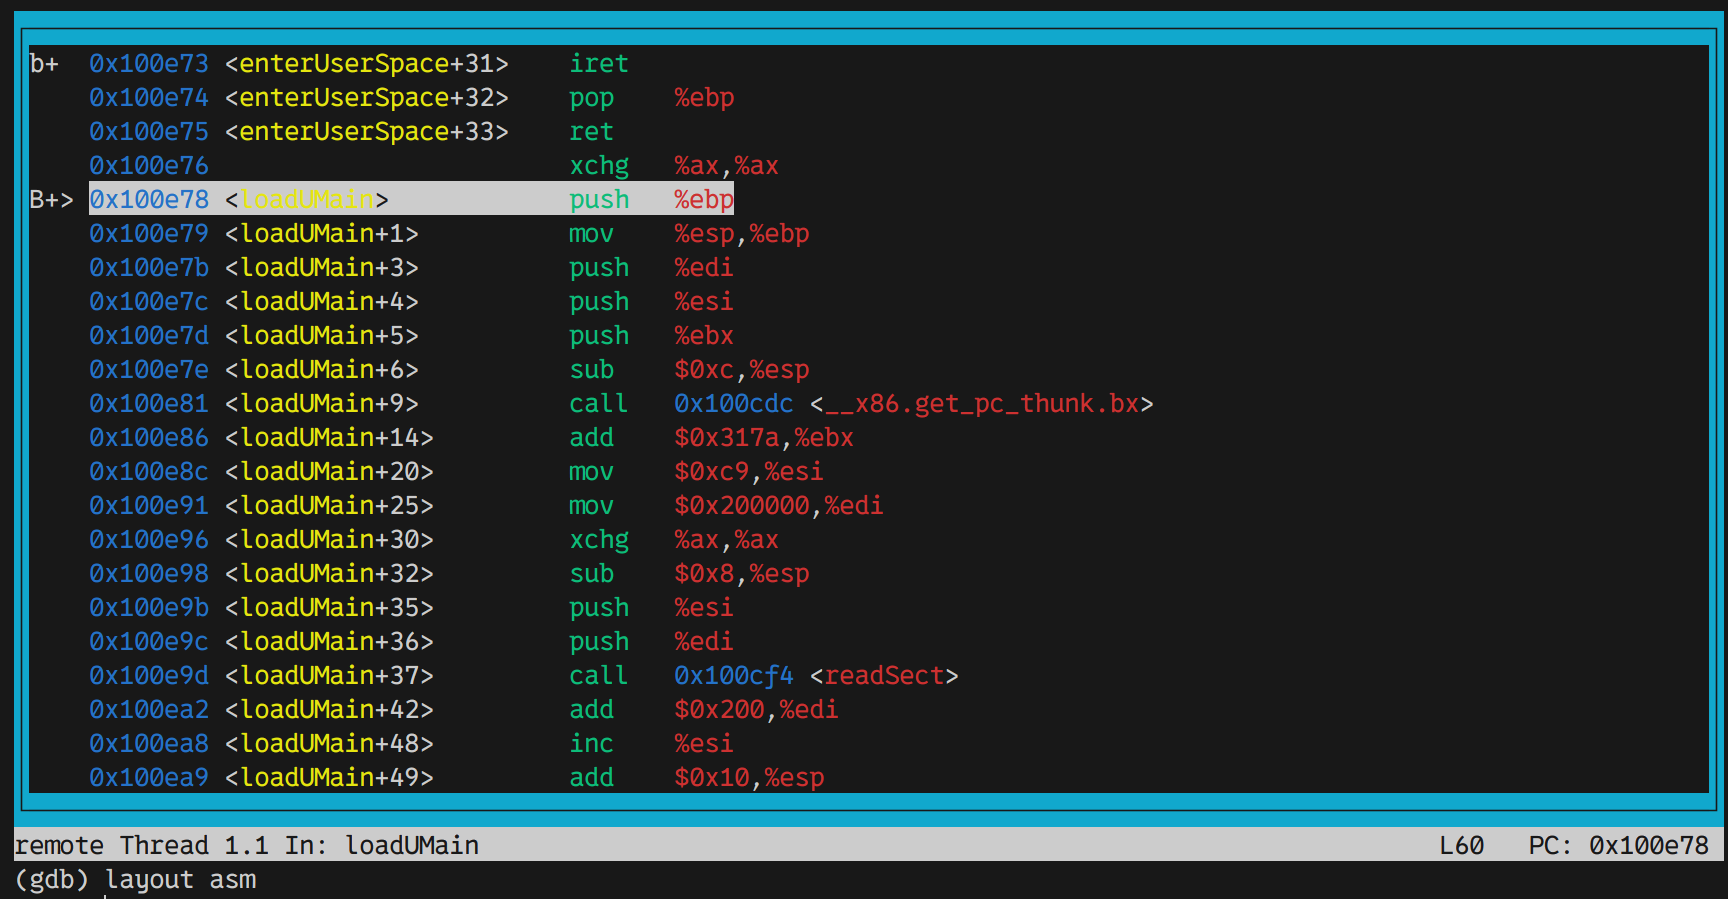 b+ 0x100e73 <enterUserSpace+31> iret
0x100e74 <enterUserSpace+32> pop %ebp
0x100e75 <enterUserSpace+33> ret
0x100e76 xchg %ax,%ax
B+> 0x100e78 <loadUMain> push %ebp
0x100e79 <loadUMain+1> mov %esp,%ebp
0x100e7b <loadUMain+3> push %edi
0x100e7c <loadUMain+4> push %esi
0x100e7d <loadUMain+5> push %ebx
0x100e7e <loadUMain+6> sub $0xc,%esp
0x100e81 <loadUMain+9> call 0x100cdc <__x86.get_pc_thunk.bx>
0x100e86 <loadUMain+14> add $0x317a,%ebx
0x100e8c <loadUMain+20> mov $0xc9,%esi
0x100e91 <loadUMain+25> mov $0x200000,%edi
0x100e96 <loadUMain+30> xchg %ax,%ax
0x100e98 <loadUMain+32> sub $0x8,%esp
0x100e9b <loadUMain+35> push %esi
0x100e9c <loadUMain+36> push %edi
0x100e9d <loadUMain+37> call 0x100cf4 <readSect>
0x100ea2 <loadUMain+42> add $0x200,%edi
0x100ea8 <loadUMain+48> inc %esi
0x100ea9 <loadUMain+49> add $0x10,%esp
remote Thread 1.1 In: loadUMain L60 PC: 0x100e78
(gdb) layout asm